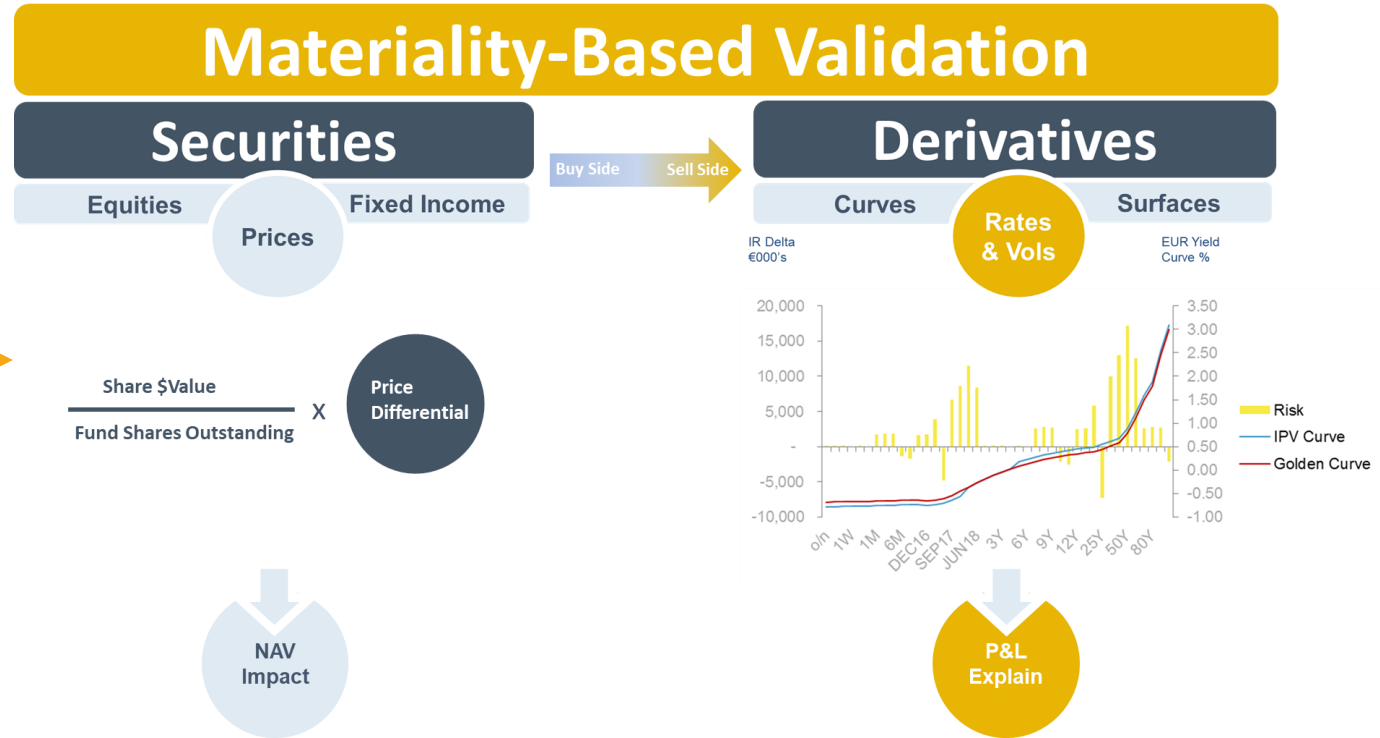 Materiality-Based Validation
Securities
Buy Side
Sell Side
Derivatives
Equities
Prices
Fixed Income
Curves
Rates
& Vols
Surfaces
Share $Value
Fund Shares Outstanding
X
Price
Differential
NAV
Impact
IR Delta
€000's
EUR Yield
Curve %
20,000
15,000
10,000
5,000
-
-5,000
-10,000
3.50
3.00
2.50
2.00
1.50
1.00
0.50
0.00
-0.50
-1.00
o/n
1W
1M
6M
DEC16
SEP17
JUN18
3Y
6Y
9Y
12Y
25Y
50Y
80Y
Risk
IPV Curve
Golden Curve
P&L
Explain